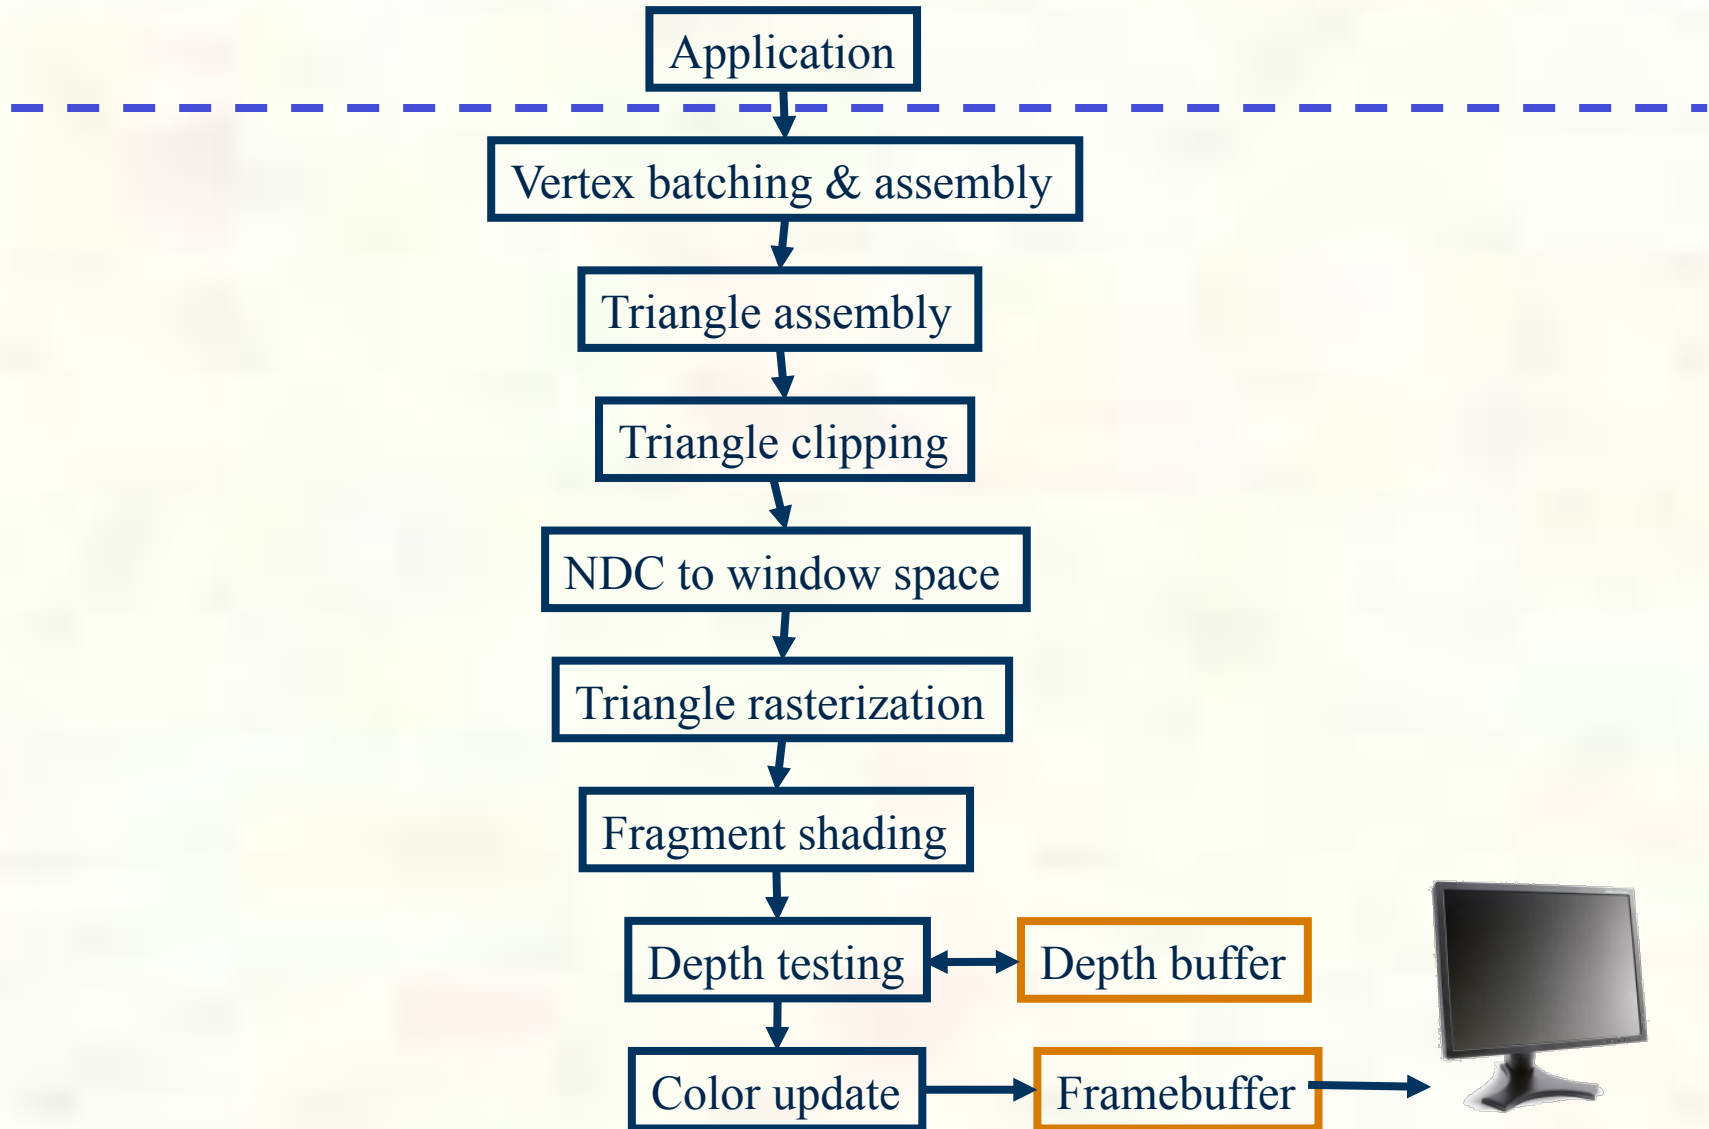 Application
Vertex batching & assembly
Triangle assembly
Triangle clipping
NDC to window space
Triangle rasterization
Fragment shading
Depth testing
Depth buffer
Color update
Framebuffer